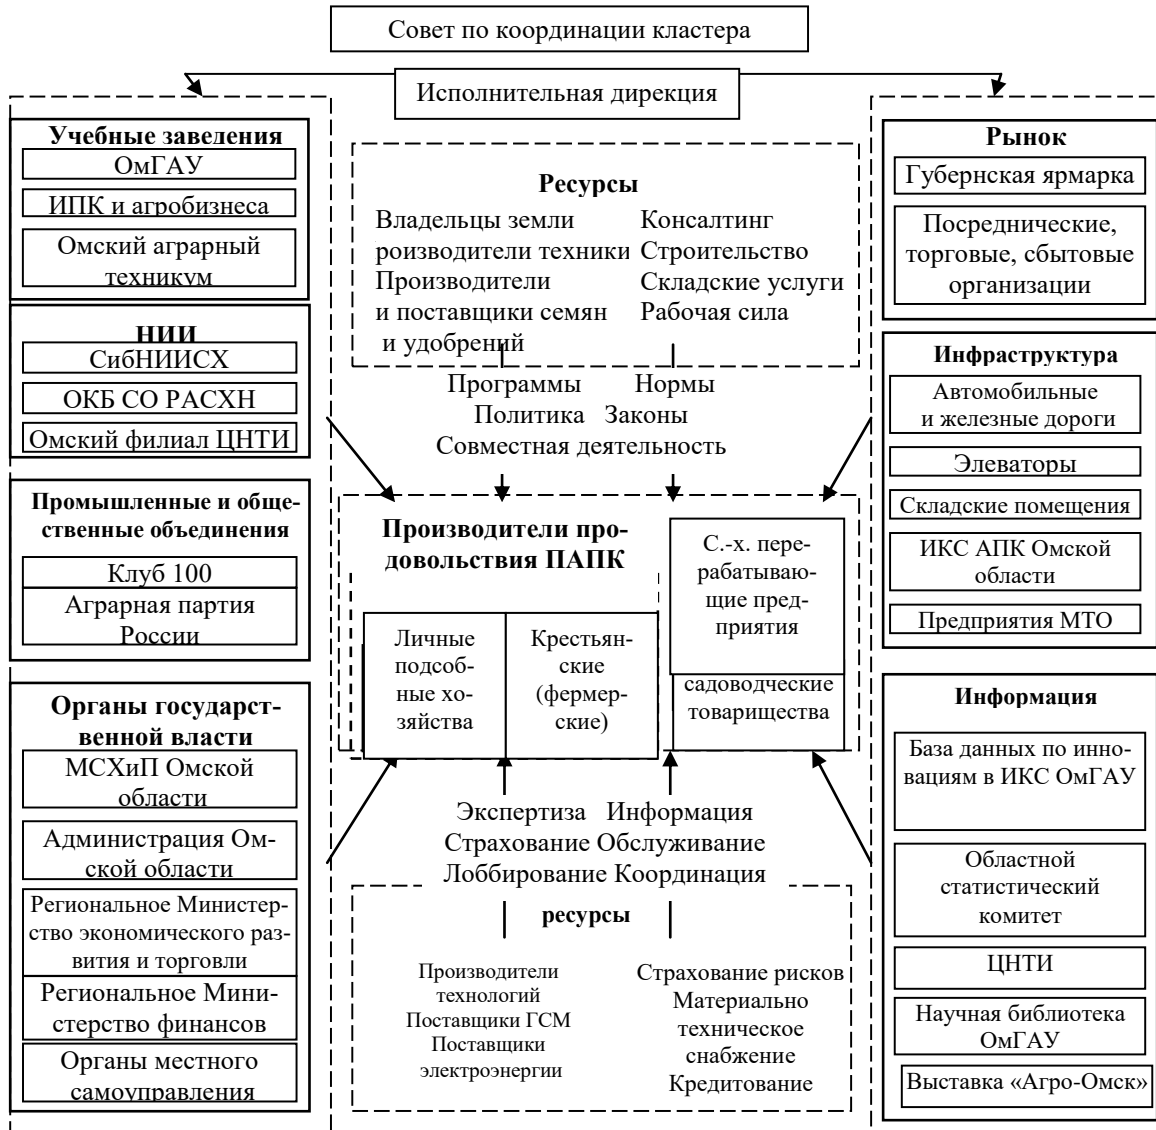 Совет по координации кластера
Исполнительная дирекция
Учебные заведения
ОмГАУ
ИПК и агробизнеса
Омский аграрный
техникум
НИИ
СибНИИСХ
ОКБ СО РАСХН
Омский филиал ЦНТИ
Промышленные и обще-
ственные объединения
Клуб 100
Аграрная партия
России
Органы государст-
венной власти
МСХиП Омской
области
Администрация Ом-
ской области
Региональное Министер-
ство экономического раз-
вития и торговли
Региональное Мини-
стерство финансов
Органы местного
самоуправления
Ресурсы
Владельцы земли
роизводители техники
Производители
и поставщики семян
и удобрений
Консалтинг
Строительство
Складские услуги
Рабочая сила
Программы Нормы
Политика Законы
Совместная деятельность
Производители про-
довольствия ПАПК
Личные
подсоб-
ные хо-
зяйства
Крестьян-
ские
(фермер-
ские)
С.-х. пере-
рабатываю-
щие пред-
приятия
садоводческие
товарищества
Экспертиза Информация
Страхование Обслуживание
Лоббирование Координация
ресурсы
Производители
технологий
Поставщики ГСМ
Поставщики
электроэнергии
Страхование рисков
Материально
техническое
снабжение
Кредитование
Рынок
Губернская ярмарка
Посреднические,
торговые, сбытовые
организации
Инфраструктура
Автомобильные
и железные дороги
Элеваторы
Складские помещения
ИКС АПК Омской
области
Предприятия МТО
Информация
База данных по инно-
вациям в ИКС ОмГАУ
Областной
статистический
комитет
ЦНТИ
Научная библиотека
ОмГАУ
Выставка «Агро-Омск»